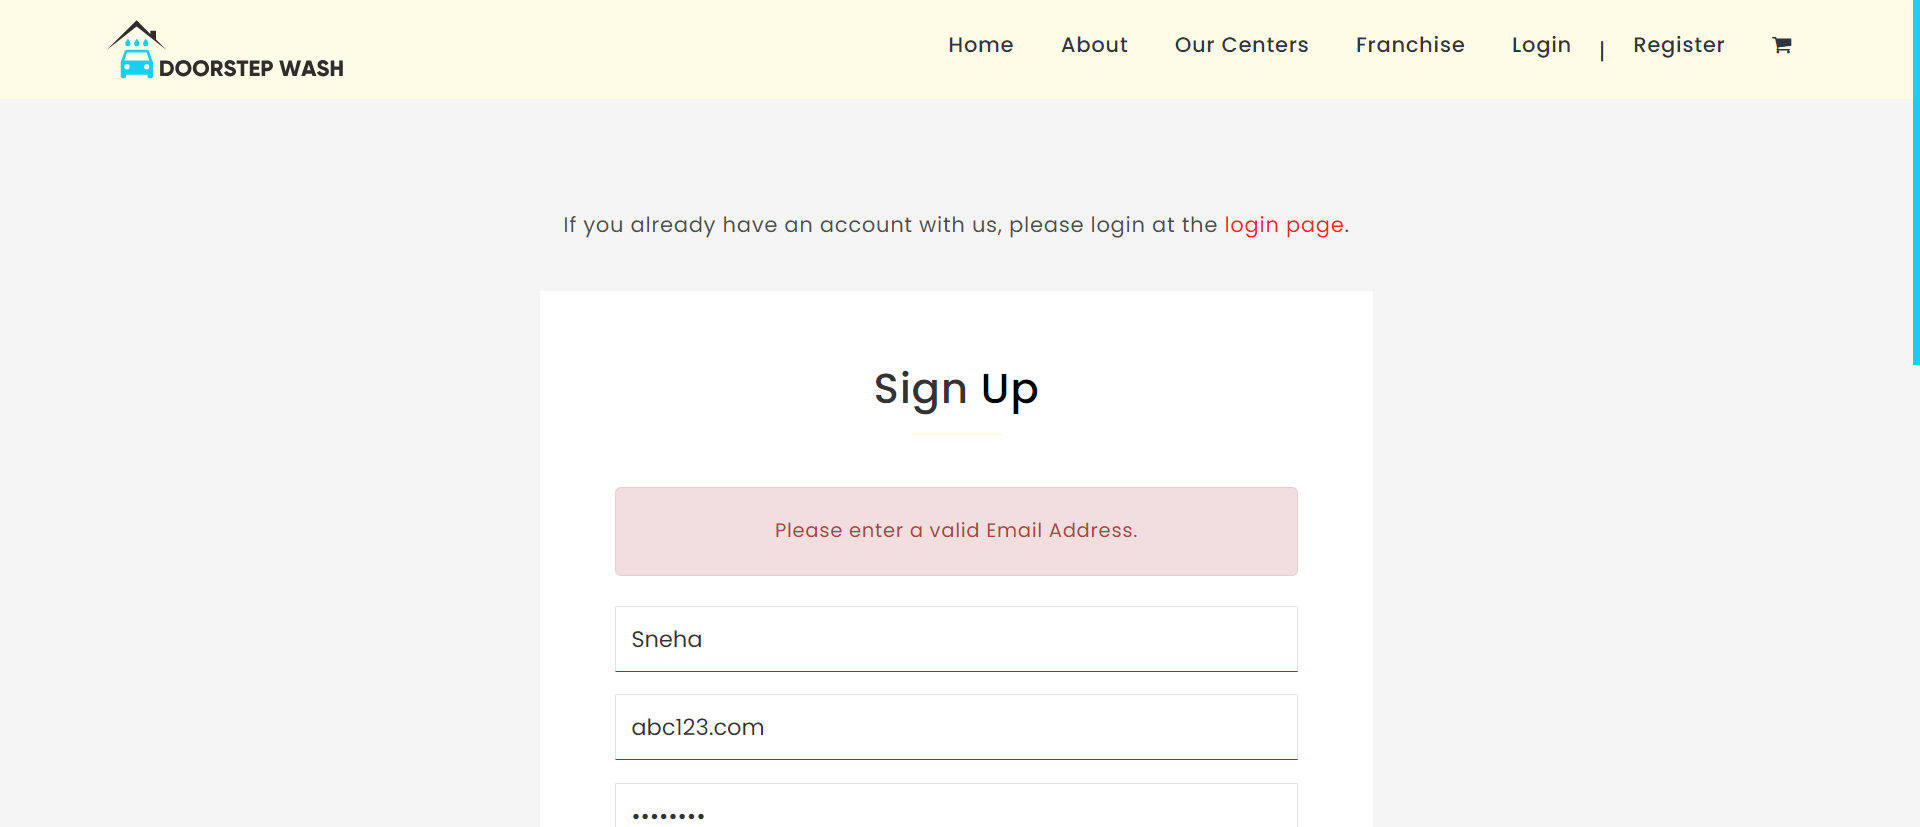 DOORSTEP WASH
Home About Our Centers Franchise Login | Register
If you already have an account with us, please login at the login page.
Sign Up
Please enter a valid Email Address.
Sneha
abc123.com
••••••••